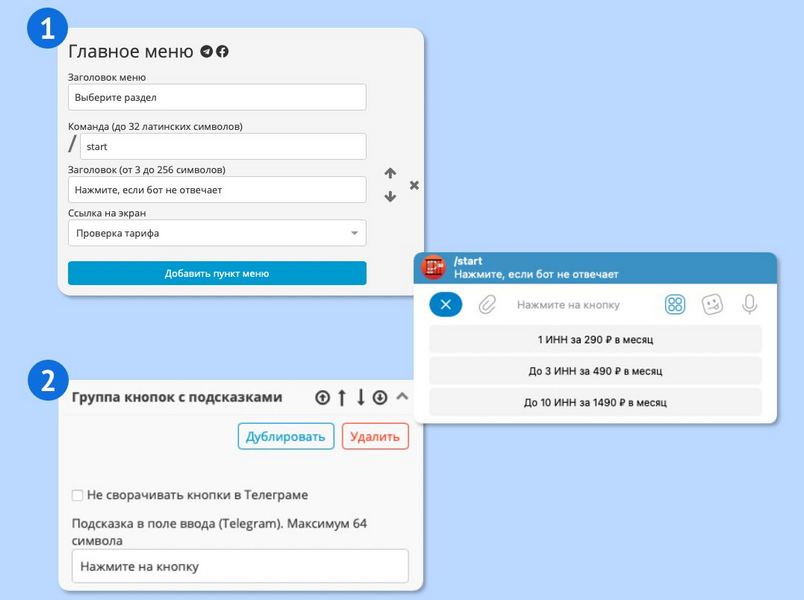 1
Главное меню
Заголовок меню
Выберите раздел
Команда (до 32 латинских символов)
/ start
Заголовок (от 3 до 256 символов)
Нажмите, если бот не отвечает
Ссылка на экран
Проверка тарифа
Добавить пункт меню
/start
Нажмите, если бот не отвечает
Нажмите на кнопку
1 ИНН за 290 ₽ в месяц
До 3 ИНН за 490 ₽ в месяц
До 10 ИНН за 1490 ₽ в месяц
2
Группа кнопок с подсказками
Дублировать Удалить
Не сворачивать кнопки в Телеграме
Подсказка в поле ввода (Telegram). Максимум 64
символа
Нажмите на кнопку